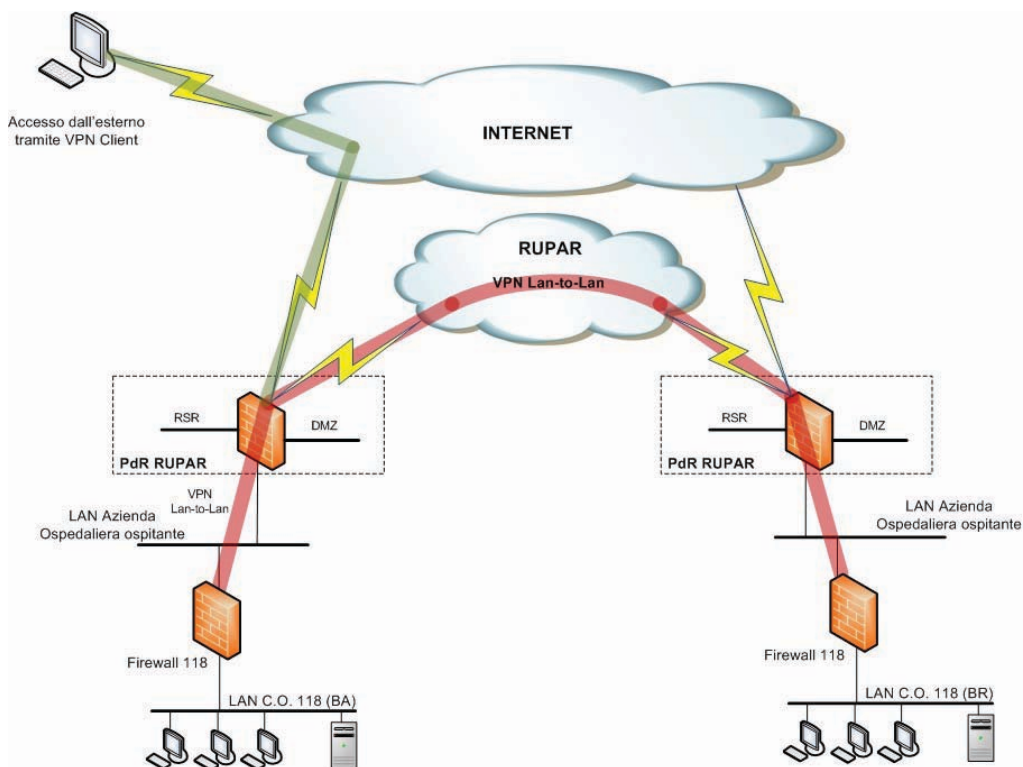 Accesso dall'esterno
tramite VPN Client
INTERNET
RUPAR
VPN Lan-to-Lan
RSR
DMZ
PdR RUPAR
RSR
DMZ
PdR RUPAR
VPN
Lan-to-Lan
LAN Azienda
Ospedaliera ospitante
LAN Azienda
Ospedaliera ospitante
Firewall 118
Firewall 118
LAN C.O. 118 (BA)
LAN C.O. 118 (BR)